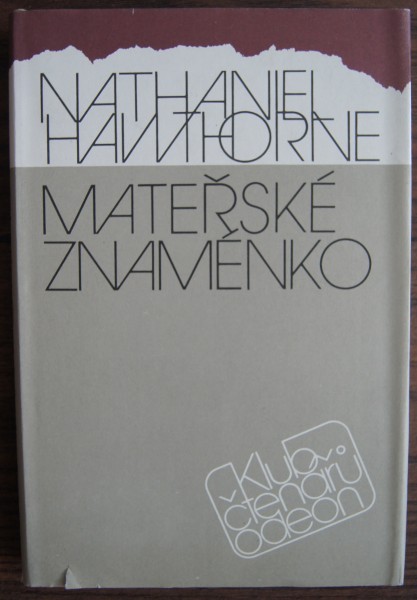 NATHANIEL
HAWTHORNE
MATEŘSKÉ
ZNAMÉNKO
Klub
čtenářů
odeon